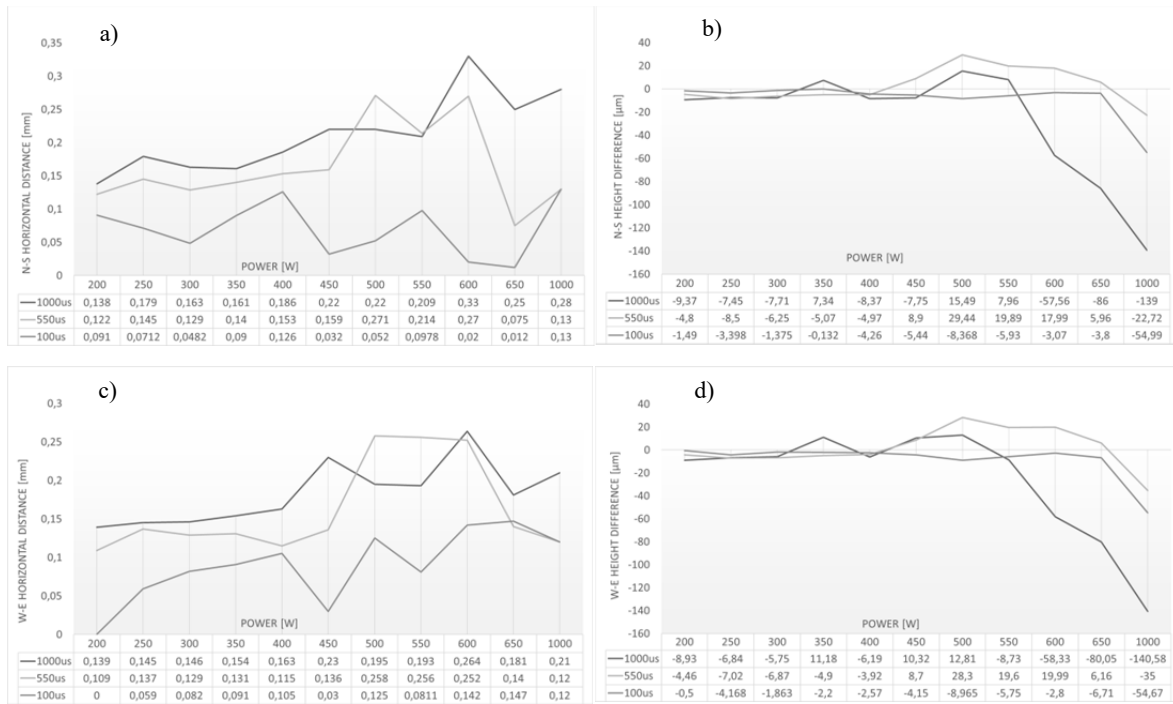 a)
0,35
0,3
0,25
0,2
0,15
0,1
0,05
0
N-S HORIZONTAL DISTANCE [mm]
POWER [W]
200 250 300 350 400 450 500 550 600 650 1000
1000us 0,138 0,179 0,163 0,161 0,186 0,22 0,22 0,209 0,33 0,25 0,28
550us 0,122 0,145 0,129 0,14 0,153 0,159 0,271 0,214 0,27 0,075 0,13
100us 0,091 0,0712 0,0482 0,09 0,126 0,032 0,052 0,0978 0,02 0,012 0,13
b)
40
20
0
-20
-40
-60
-80
-100
-120
-140
-160
N-S HEIGHT DIFFERENCE [µm]
POWER [W]
200 250 300 350 400 450 500 550 600 650 1000
1000us -9,37 -7,45 -7,71 7,34 -8,37 -7,75 15,49 7,96 -57,56 -86 -139
550us -4,8 -8,5 -6,25 -5,07 -4,97 8,9 29,44 19,89 17,99 5,96 -22,72
100us -1,49 -3,398 -1,375 -0,132 -4,26 -5,44 -8,368 -5,93 -3,07 -3,8 -54,99
c)
0,3
0,25
0,2
0,15
0,1
0,05
0
W-E HORIZONTAL DISTANCE [mm]
POWER [W]
200 250 300 350 400 450 500 550 600 650 1000
1000us 0,139 0,145 0,146 0,154 0,163 0,23 0,195 0,193 0,264 0,181 0,21
550us 0,109 0,137 0,129 0,131 0,115 0,136 0,258 0,256 0,252 0,14 0,12
100us 0 0,059 0,082 0,091 0,105 0,03 0,125 0,0811 0,142 0,147 0,12
d)
40
20
0
-20
-40
-60
-80
-100
-120
-140
-160
W-E HEIGHT DIFFERENCE [µm]
POWER [W]
200 250 300 350 400 450 500 550 600 650 1000
1000us -8,93 -6,84 -5,75 11,18 -6,19 10,32 12,81 -8,73 -58,33 -80,05 -140,58
550us -4,46 -7,02 -6,87 -4,9 -3,92 8,7 28,3 19,6 19,99 6,16 -35
100us -0,5 -4,168 -1,863 -2,2 -2,57 -4,15 -8,965 -5,75 -2,8 -6,71 -54,67